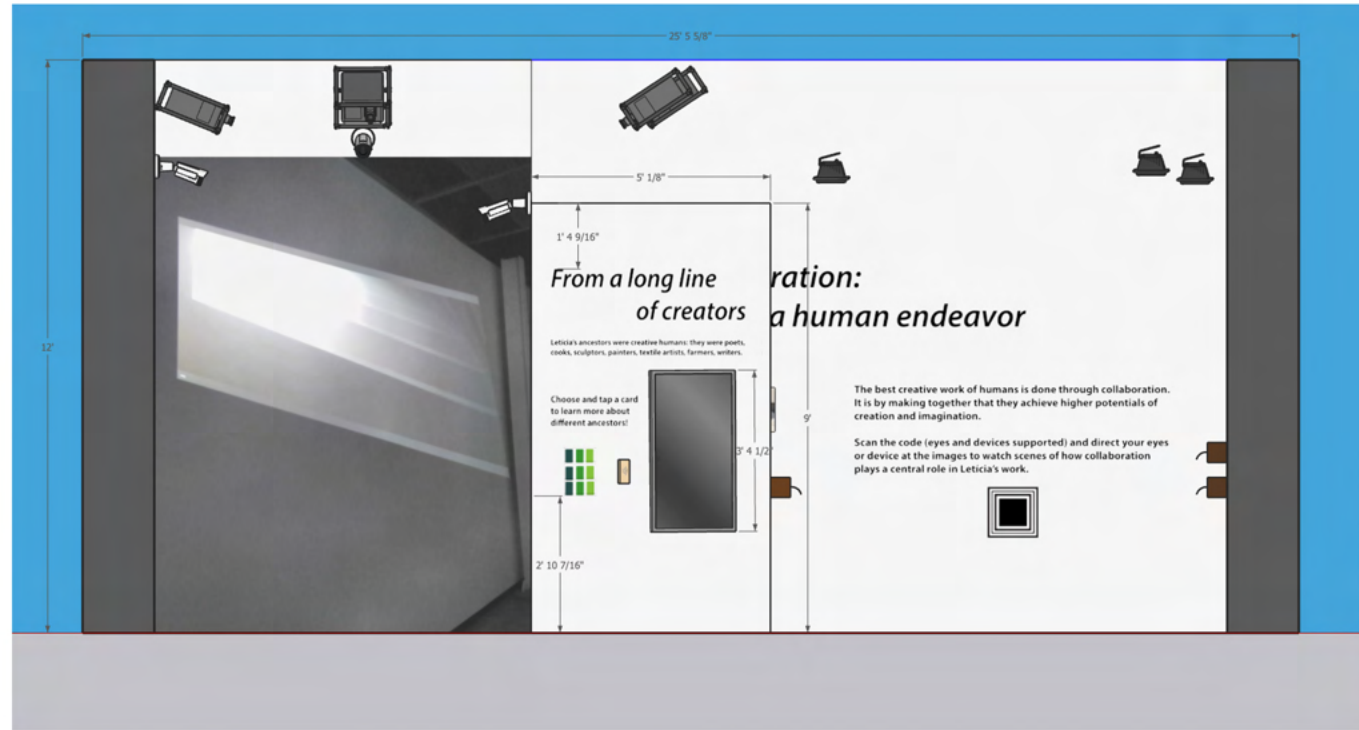 25' 5 5/8"
12'
5' 1/8"
1' 4 9/16"
From a long line
of creators
Leticia's ancestors were creative humans: they were poets,
cooks, sculptors, painters, textile artists, farmers, writers.
Choose and tap a card
to learn more about
different ancestors!
3' 4 1/2"
2' 10 7/16"
9'
ration:
a human endeavor
The best creative work of humans is done through collaboration.
It is by making together that they achieve higher potentials of
creation and imagination.
Scan the code (eyes and devices supported) and direct your eyes
or device at the images to watch scenes of how collaboration
plays a central role in Leticia's work.